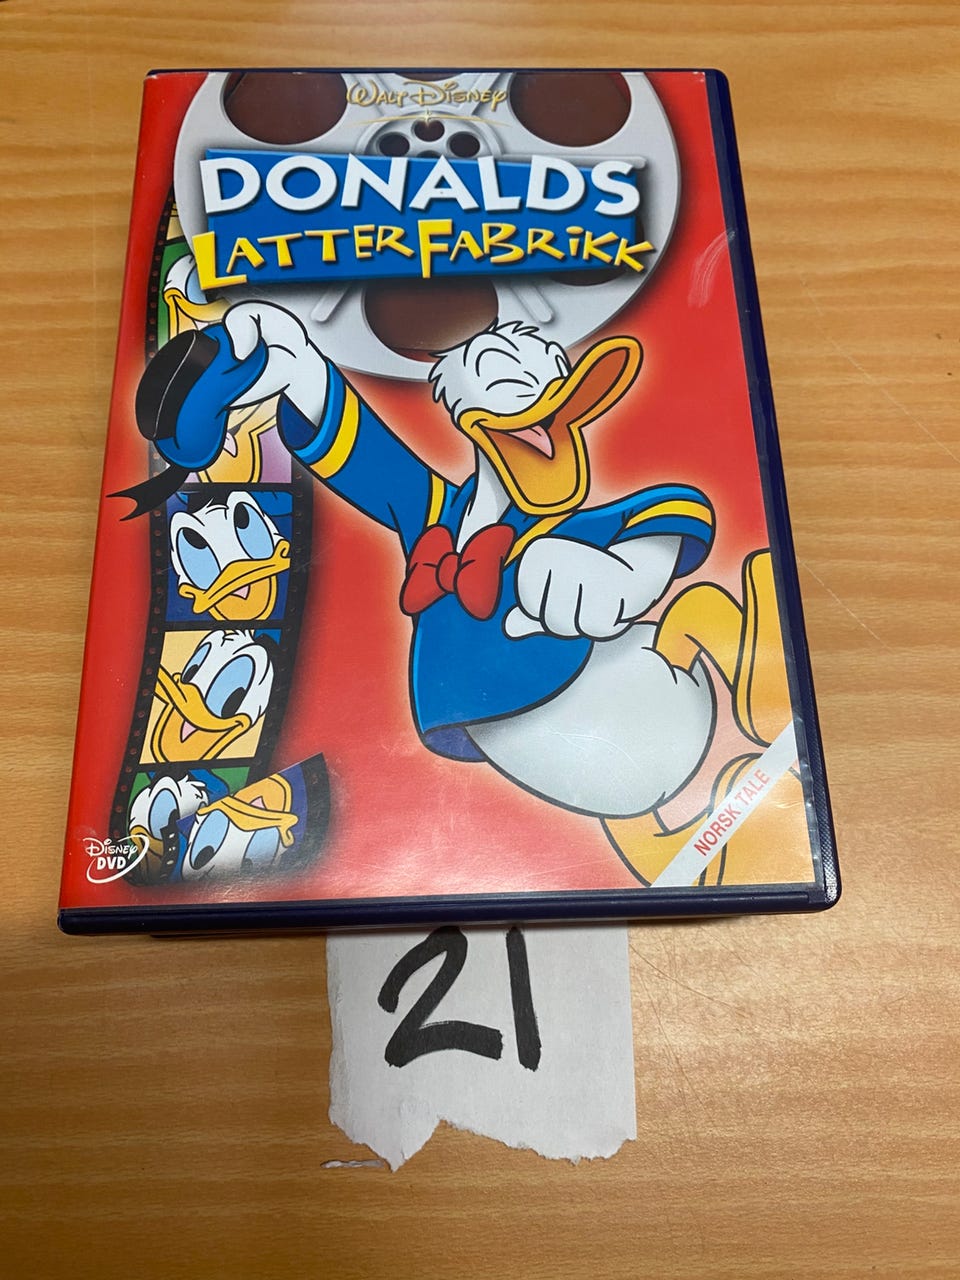 WALT DISNEY
DONALDS
LATTERFABRIKK
NORSK TALE
DISNEY
DVD
21